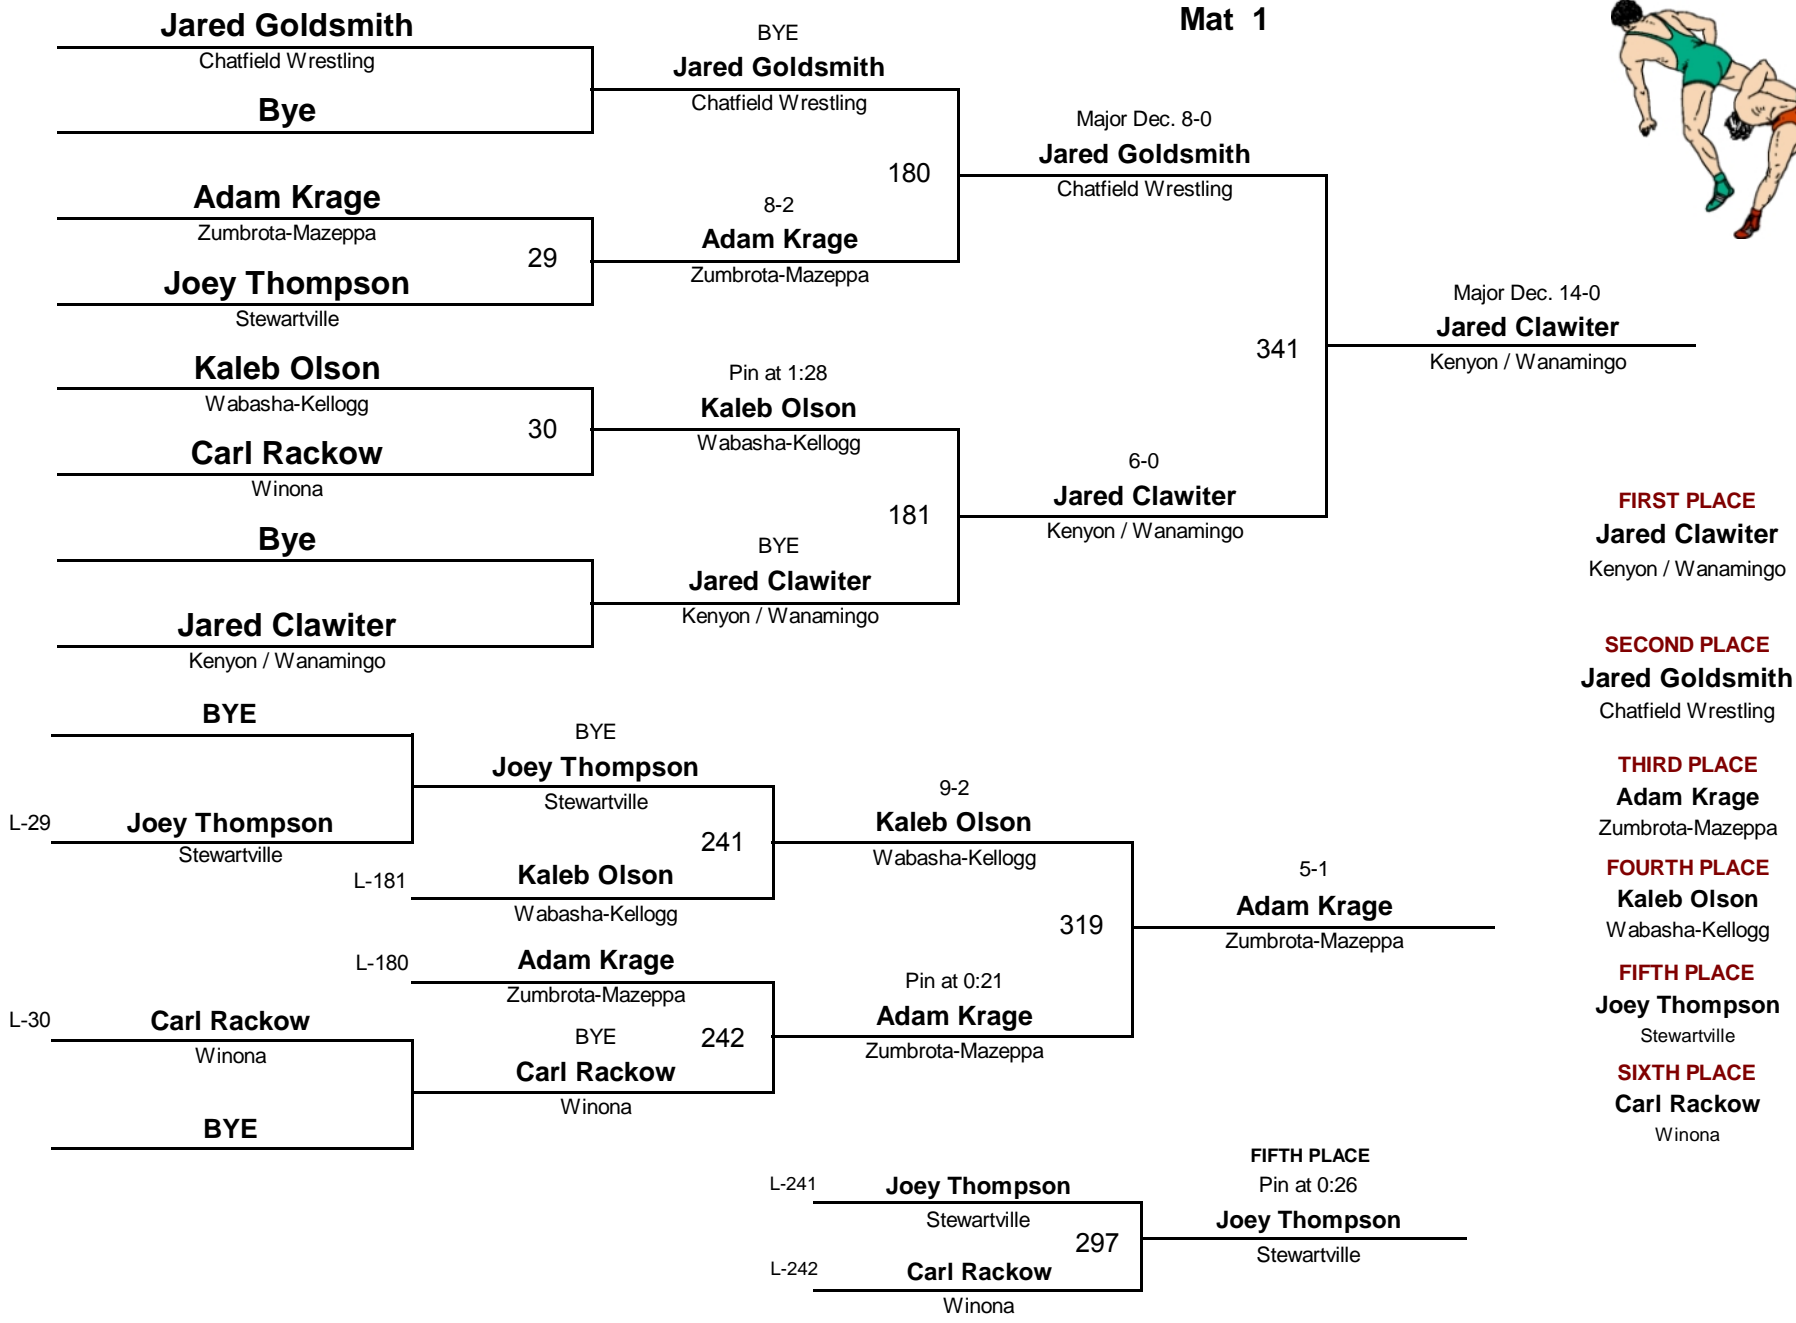 Mat 1
Jared Goldsmith
Chatfield Wrestling
Bye
Adam Krage
Zumbrota-Mazeppa
29
Joey Thompson
Stewartville
Kaleb Olson
Wabasha-Kellogg
30
Carl Rackow
Winona
Bye
Jared Clawiter
Kenyon / Wanamingo
BYE
Jared Goldsmith
Chatfield Wrestling
180
8-2
Adam Krage
Zumbrota-Mazeppa
Pin at 1:28
Kaleb Olson
Wabasha-Kellogg
181
BYE
Jared Clawiter
Kenyon / Wanamingo
Major Dec. 8-0
Jared Goldsmith
Chatfield Wrestling
341
6-0
Jared Clawiter
Kenyon / Wanamingo
Major Dec. 14-0
Jared Clawiter
Kenyon / Wanamingo
BYE
L-29
Joey Thompson
Stewartville
L-30
Carl Rackow
Winona
BYE
BYE
Joey Thompson
Stewartville
241
L-181
Kaleb Olson
Wabasha-Kellogg
L-180
Adam Krage
Zumbrota-Mazeppa
242
BYE
Carl Rackow
Winona
9-2
Kaleb Olson
Wabasha-Kellogg
319
Pin at 0:21
Adam Krage
Zumbrota-Mazeppa
5-1
Adam Krage
Zumbrota-Mazeppa
L-241
Joey Thompson
Stewartville
297
L-242
Carl Rackow
Winona
FIFTH PLACE
Pin at 0:26
Joey Thompson
Stewartville
FIRST PLACE
Jared Clawiter
Kenyon / Wanamingo
SECOND PLACE
Jared Goldsmith
Chatfield Wrestling
THIRD PLACE
Adam Krage
Zumbrota-Mazeppa
FOURTH PLACE
Kaleb Olson
Wabasha-Kellogg
FIFTH PLACE
Joey Thompson
Stewartville
SIXTH PLACE
Carl Rackow
Winona